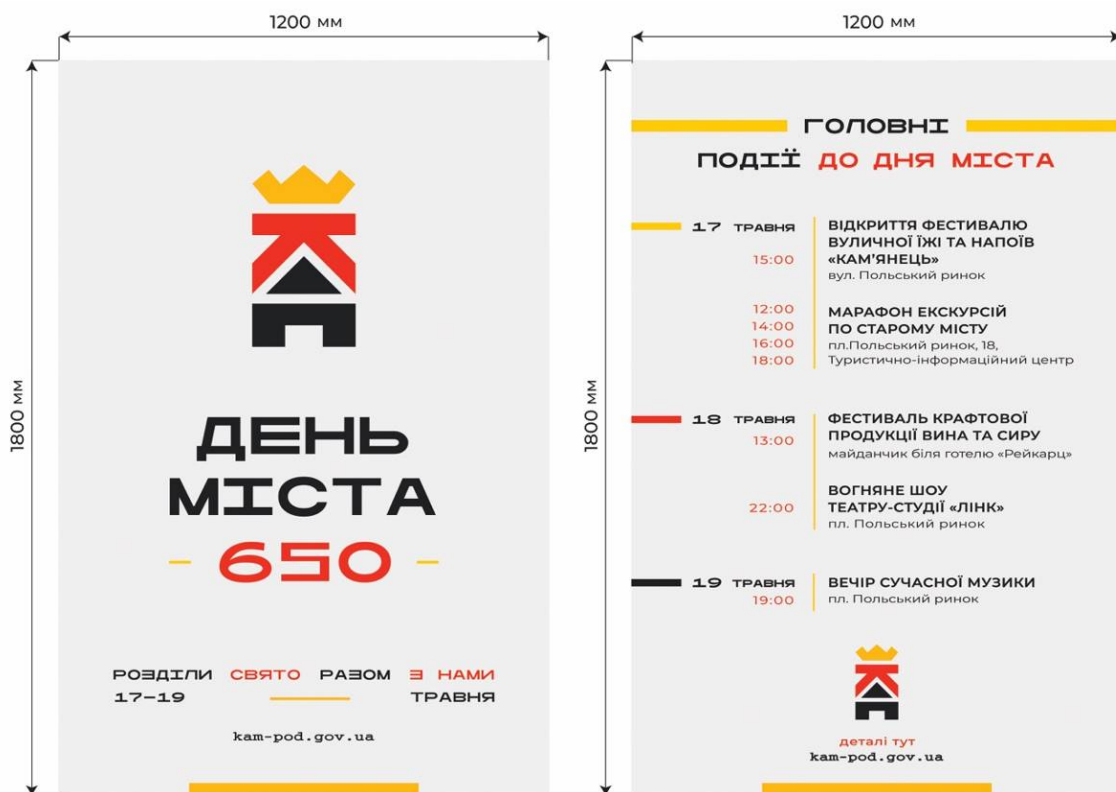 1200 мм
1800 мм
ДЕНЬ
МІСТА
- 650 -
РОЗДІЛИ СВЯТО РАЗОМ З НАМИ
17-19 ТРАВНЯ
kam-pod.gov.ua
1200 мм
1800 мм
ГОЛОВНІ
ПОДІЇ ДО ДНЯ МІСТА
17 ТРАВНЯ
15:00
ВІДКРИТТЯ ФЕСТИВАЛЮ
ВУЛИЧНОЇ ЇЖІ ТА НАПОЇВ
«КАМ’ЯНЕЦЬ»
вул. Польський ринок
12:00
14:00
16:00
18:00
МАРАФОН ЕКСКУРСІЙ
ПО СТАРОМУ МІСТУ
пл.Польський ринок, 18,
Туристично-інформаційний центр
18 ТРАВНЯ
13:00
ФЕСТИВАЛЬ КРАФТОВОЇ
ПРОДУКЦІЇ ВИНА ТА СИРУ
майданчик біля готелю «Рейкарц»
22:00
ВОГНЯНЕ ШОУ
ТЕАТРУ-СТУДІЇ «ЛІНК»
пл. Польський ринок
19 ТРАВНЯ
19:00
ВЕЧІР СУЧАСНОЇ МУЗИКИ
пл. Польський ринок
деталі тут
kam-pod.gov.ua